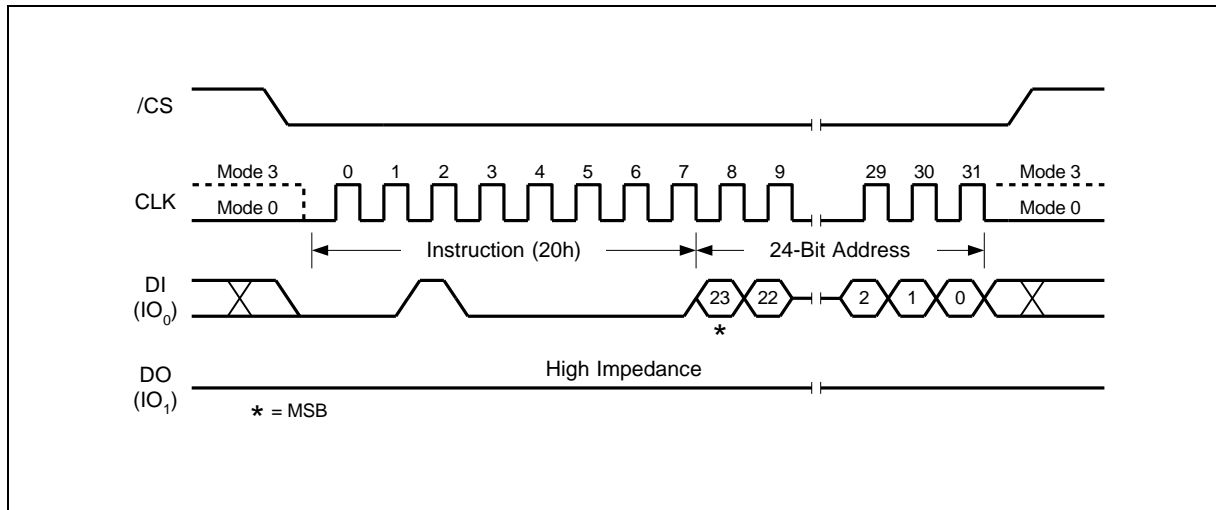 /CS
Mode 3 0 1 2 3 4 5 6 7 8 9 29 30 31 Mode 3
CLK
Mode 0 Mode 0
Instruction (20h) 24-Bit Address
DI
(IO₀)
23 22 2 1 0
*
High Impedance
DO
(IO₁)
* = MSB